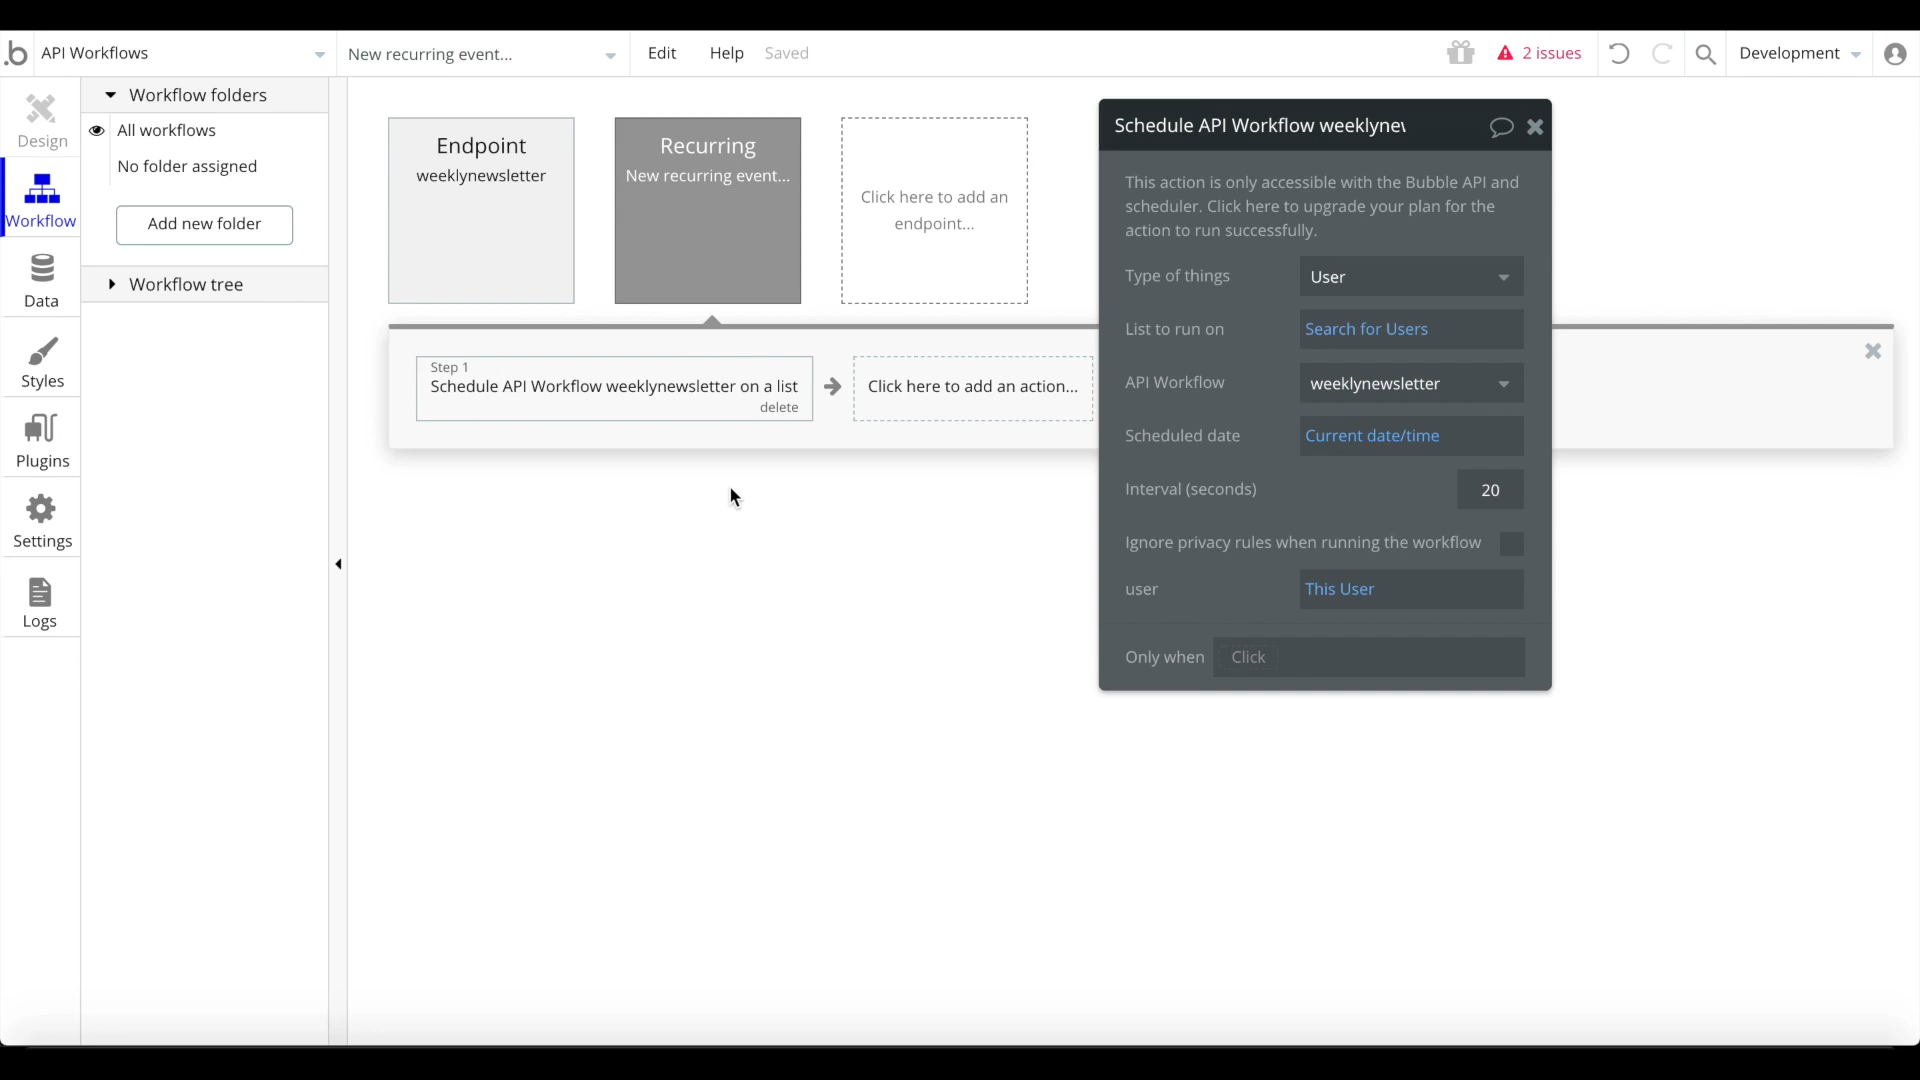 .b API Workflows
New recurring event...
Edit
Help
Saved
2 issues
Development
Design
Workflow
Data
Styles
Plugins
Settings
Logs
Workflow folders
All workflows
No folder assigned
Add new folder
Workflow tree
Endpoint
weeklynewsletter
Recurring
New recurring event...
Click here to add an
endpoint...
Step 1
Schedule API Workflow weeklynewsletter on a list
delete
Click here to add an action...
Schedule API Workflow weeklynew
This action is only accessible with the Bubble API and
scheduler. Click here to upgrade your plan for the
action to run successfully.
Type of things User
List to run on Search for Users
API Workflow weeklynewsletter
Scheduled date Current date/time
Interval (seconds) 20
Ignore privacy rules when running the workflow
user This User
Only when Click